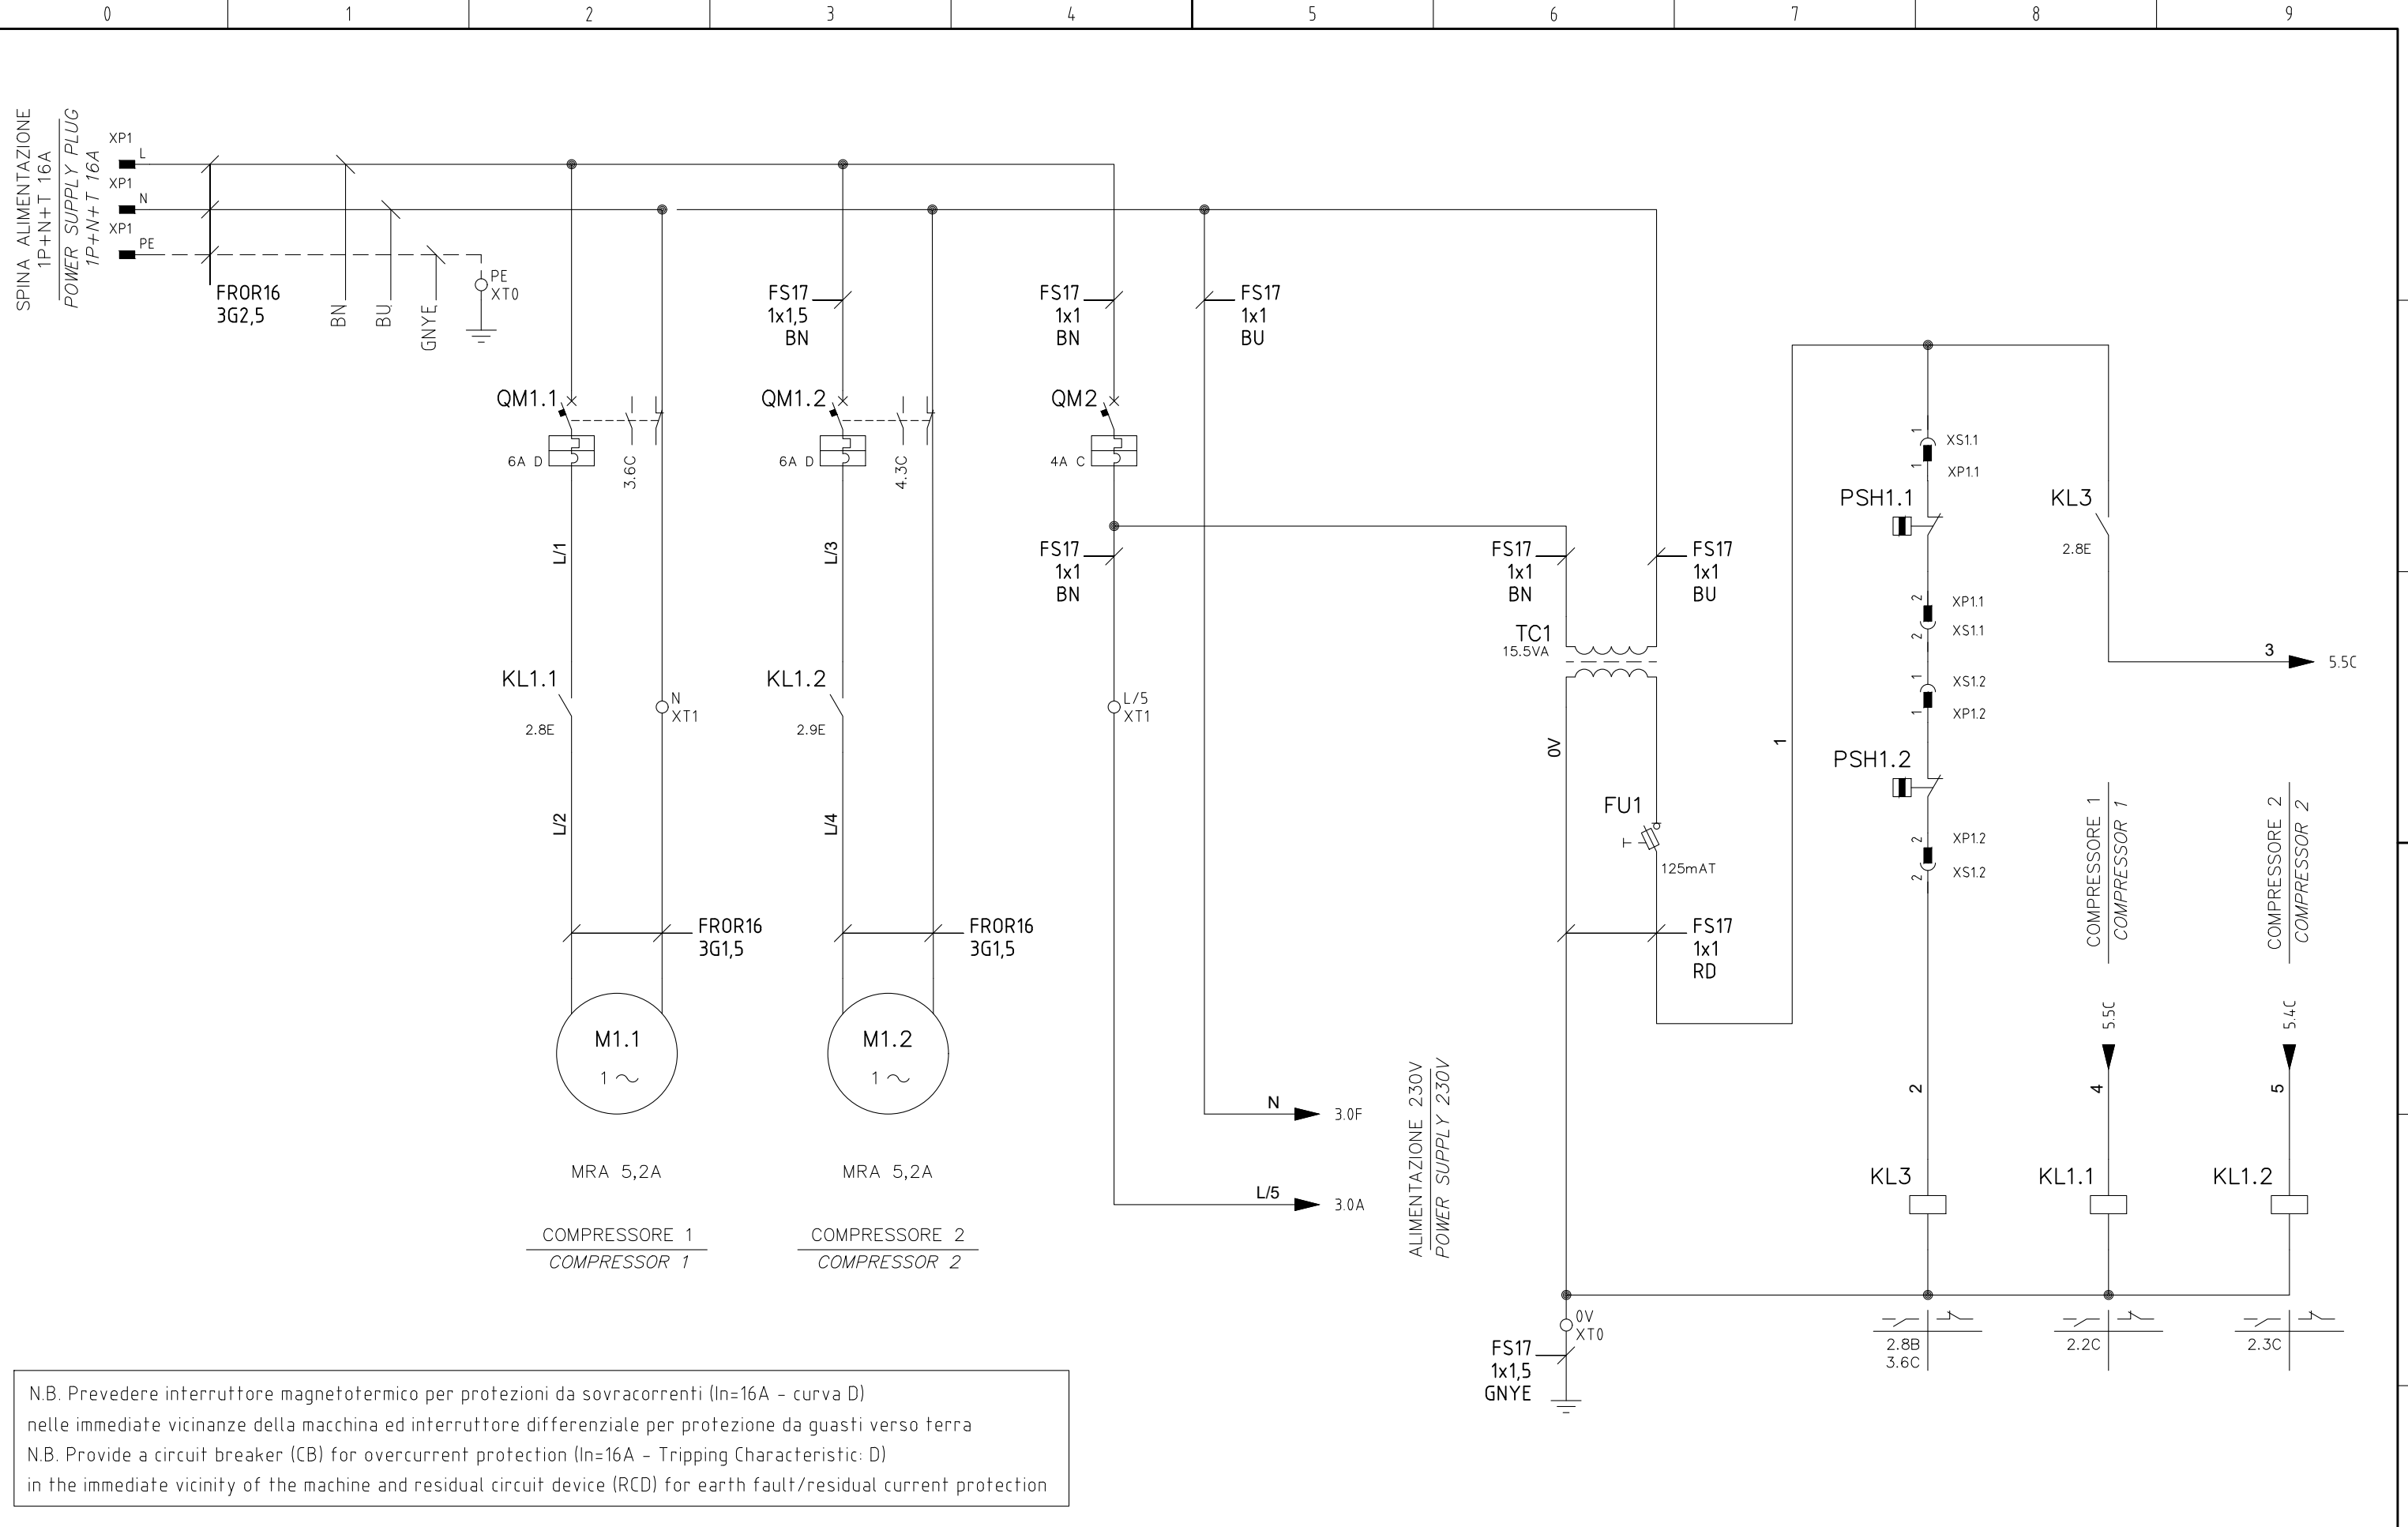 0 1 2 3 4 5 6 7 8 9
SPINA ALIMENTAZIONE
1P+N+T 16A
POWER SUPPLY PLUG
1P+N+T 16A
XP1
L
XP1
N
XP1
PE
FROR16
3G2,5
BN
BU
GNYE
PE
XT0
QM1.1
6A D
3.6C
L/1
KL1.1
2.8E
N
XT1
L/2
FROR16
3G1,5
M1.1
1
MRA 5,2A
COMPRESSORE 1
COMPRESSOR 1
FS17
1x1,5
BN
QM1.2
6A D
4.3C
L/3
KL1.2
2.9E
L/4
FROR16
3G1,5
M1.2
1
MRA 5,2A
COMPRESSORE 2
COMPRESSOR 2
FS17
1x1
BN
QM2
4A C
FS17
1x1
BN
L/5
XT1
FS17
1x1
BU
N
3.0F
L/5
3.0A
ALIMENTAZIONE 230V
POWER SUPPLY 230V
FS17
1x1
BN
FS17
1x1
BU
TC1
15.5VA
0V
FU1
125mAT
FS17
1x1
RD
1
0V
XT0
FS17
1x1,5
GNYE
1
XS1.1
1
XP1.1
PSH1.1
2
XP1.1
2
XS1.1
1
XS1.2
1
XP1.2
PSH1.2
2
XP1.2
2
XS1.2
2
KL3
2.8B
3.6C
KL3
2.8E
3
5.5C
COMPRESSORE 1
COMPRESSOR 1
5.5C
4
KL1.1
2.2C
COMPRESSORE 2
COMPRESSOR 2
5.4C
5
KL1.2
2.3C
N.B. Prevedere interruttore magnetotermico per protezioni da sovracorrenti (In=16A - curva D)
nelle immediate vicinanze della macchina ed interruttore differenziale per protezione da guasti verso terra
N.B. Provide a circuit breaker (CB) for overcurrent protection (In=16A - Tripping Characteristic: D)
in the immediate vicinity of the machine and residual circuit device (RCD) for earth fault/residual current protection